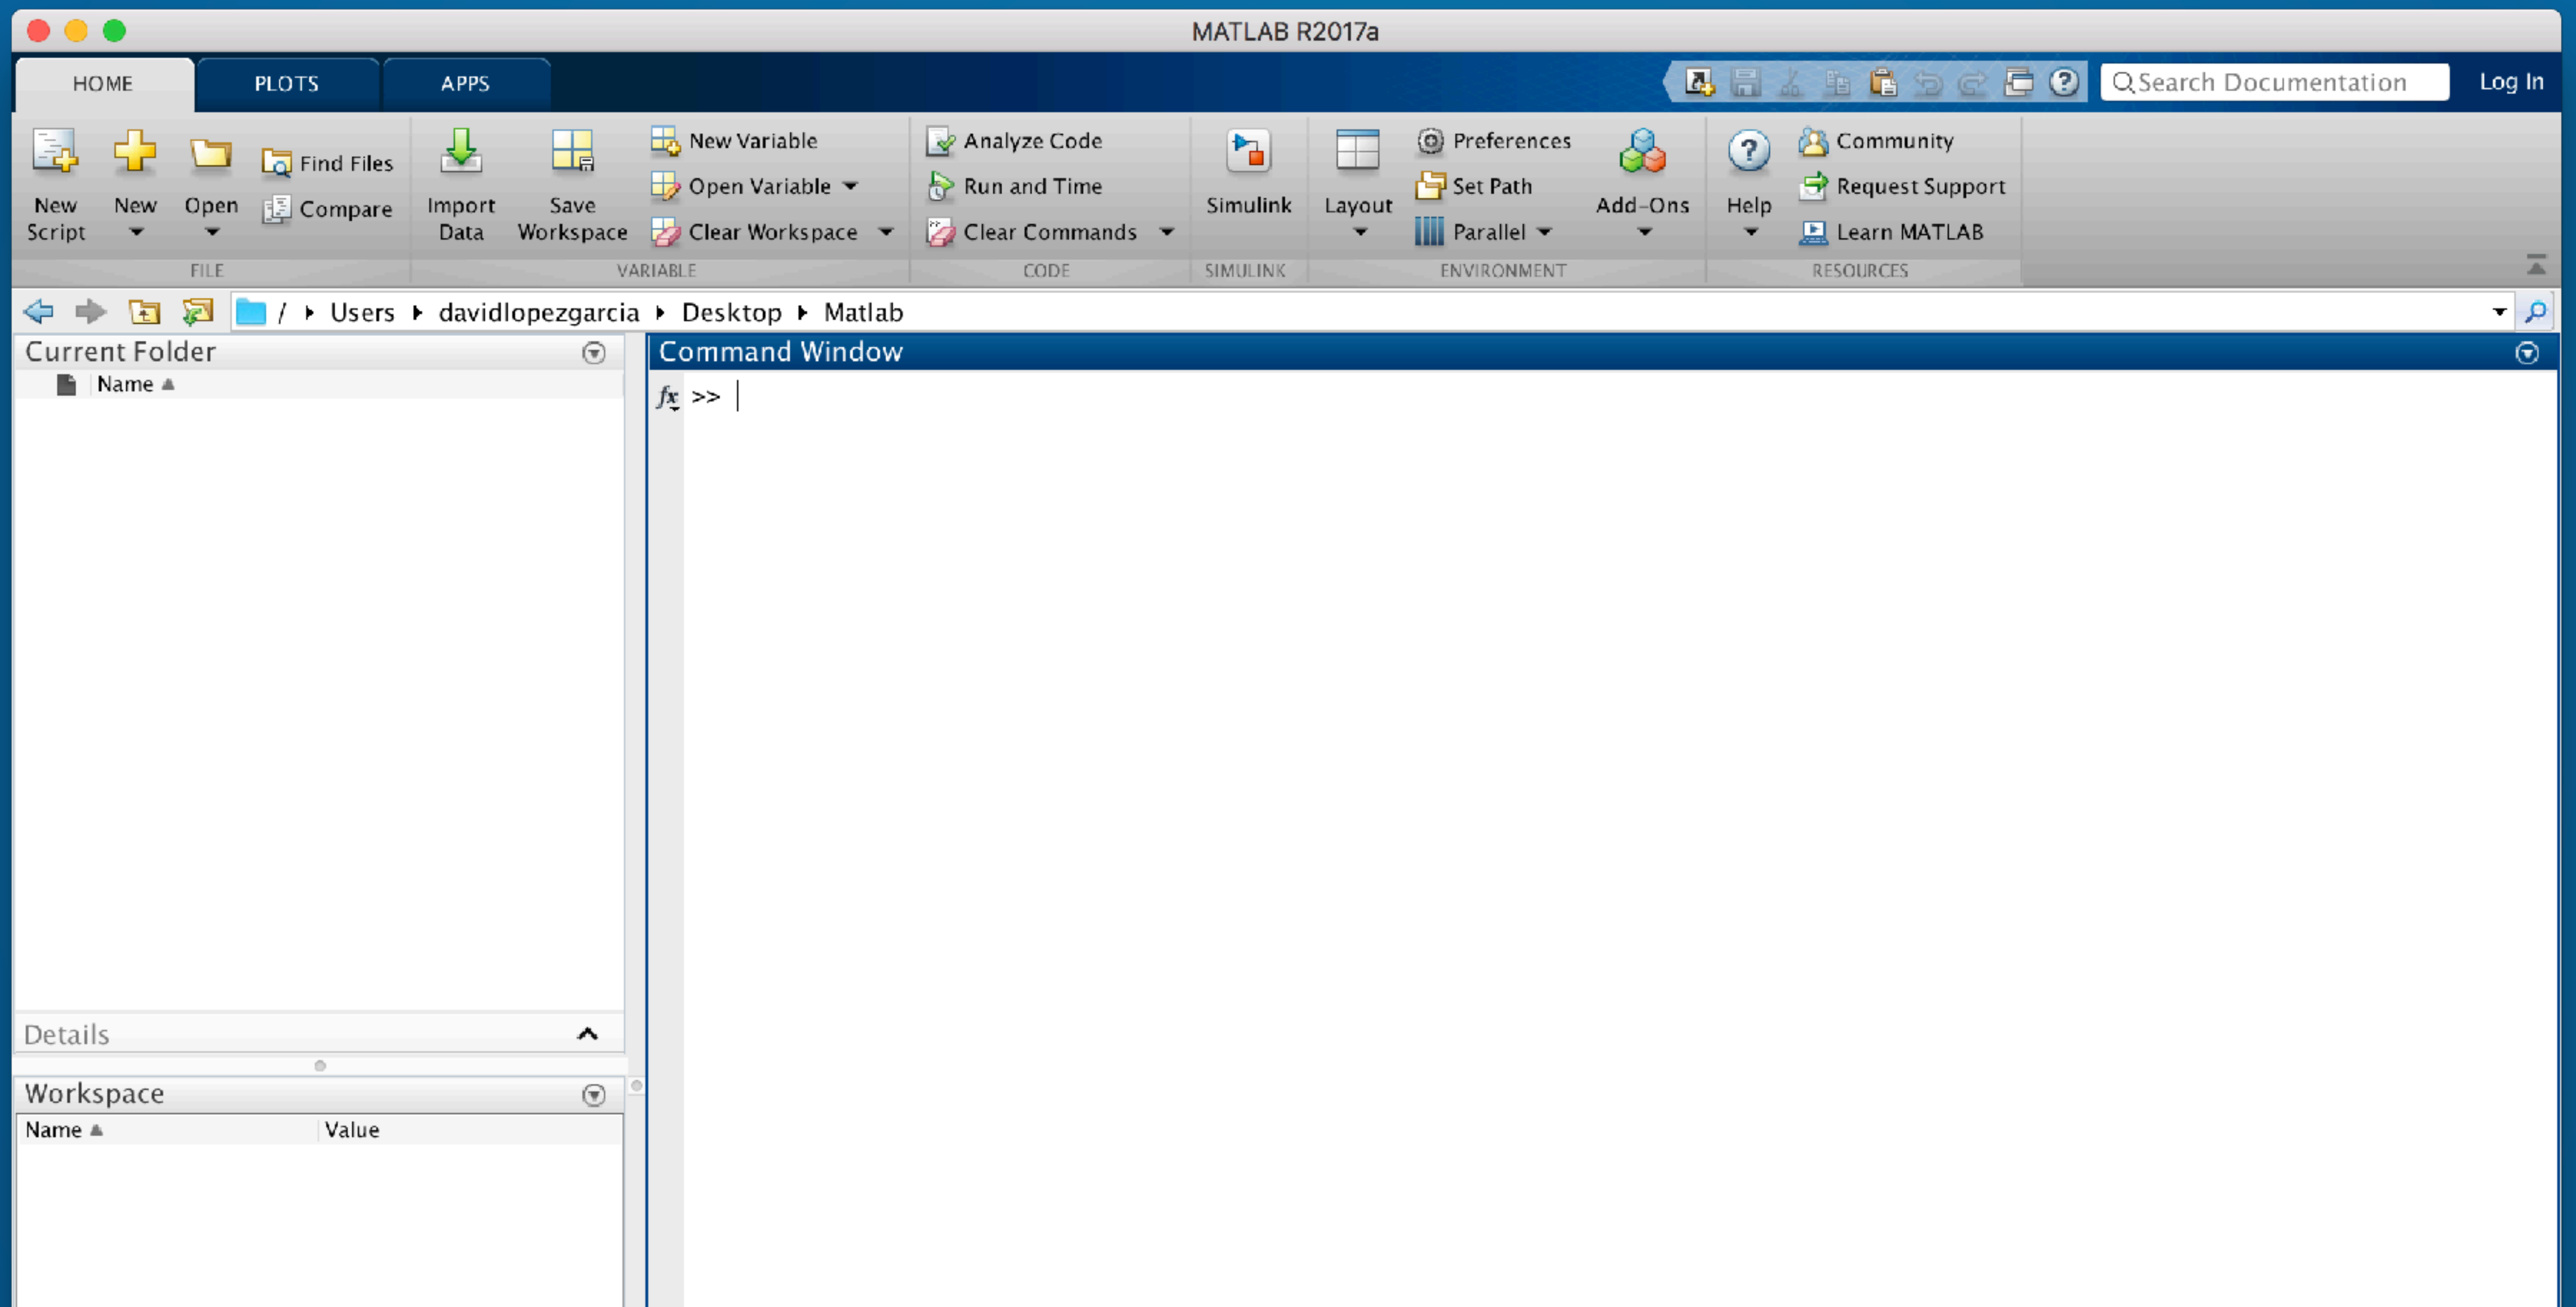 MATLAB R2017a
HOME PLOTS APPS Search Documentation Log In
New Script New Open Find Files Compare Import Data Save Workspace New Variable Open Variable Clear Workspace Analyze Code Run and Time Clear Commands Simulink Layout Preferences Set Path Parallel Add-Ons Help Community Request Support Learn MATLAB
FILE VARIABLE CODE SIMULINK ENVIRONMENT RESOURCES
/ Users davidlopezgarcia Desktop Matlab
Current Folder
Name
Command Window
fx >>
Details
Workspace
Name Value